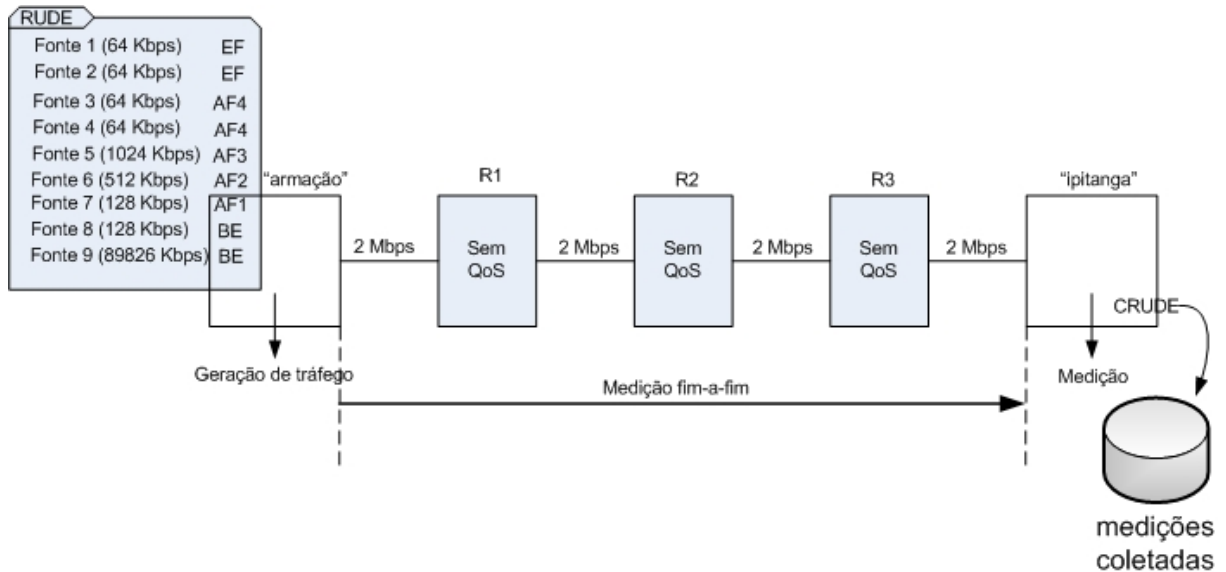 RUDE
Fonte 1 (64 Kbps) EF
Fonte 2 (64 Kbps) EF
Fonte 3 (64 Kbps) AF4
Fonte 4 (64 Kbps) AF4
Fonte 5 (1024 Kbps) AF3
Fonte 6 (512 Kbps) AF2
Fonte 7 (128 Kbps) AF1
Fonte 8 (128 Kbps) BE
Fonte 9 (89826 Kbps) BE
"armação"
Geração de tráfego
2 Mbps
R1
Sem
QoS
2 Mbps
R2
Sem
QoS
2 Mbps
R3
Sem
QoS
2 Mbps
"ipitanga"
CRUDE
Medição
Medição fim-a-fim
medições
coletadas